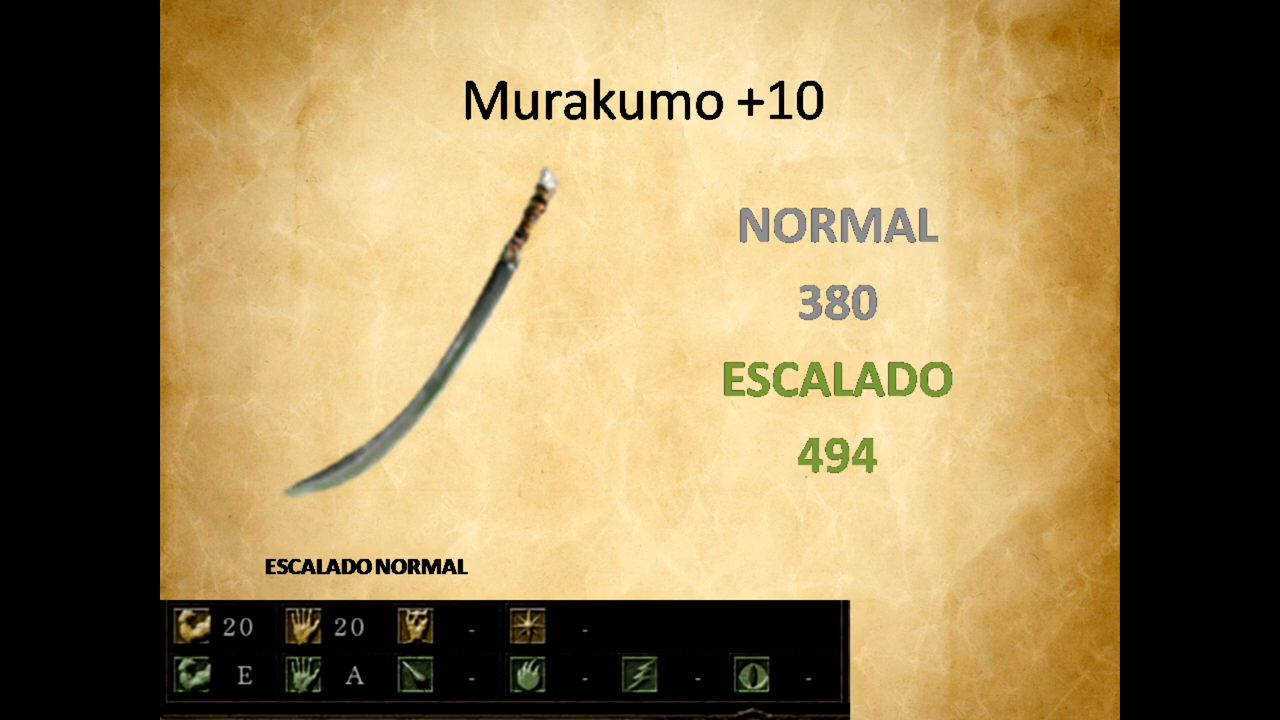 Murakumo +10
NORMAL
380
ESCALADO
494
ESCALADO NORMAL
20 20 - -
E A - - - -